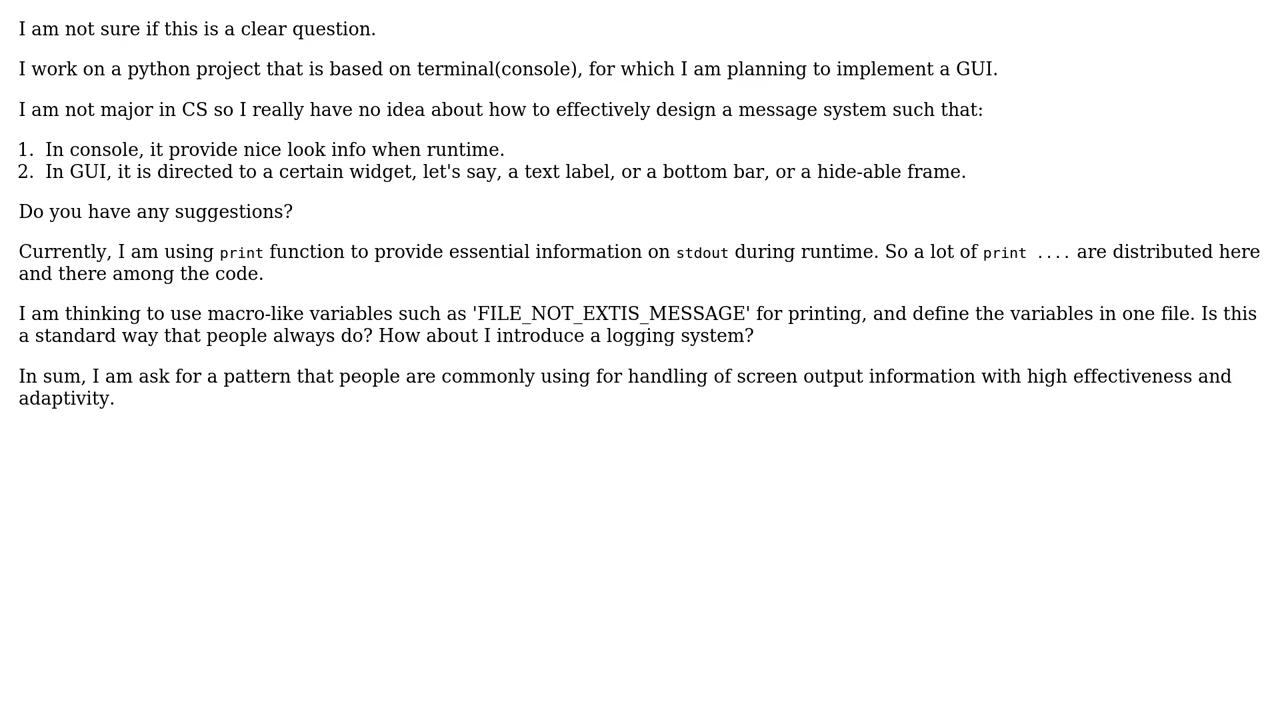 I am not sure if this is a clear question.
I work on a python project that is based on terminal(console), for which I am planning to implement a GUI.
I am not major in CS so I really have no idea about how to effectively design a message system such that:
1. In console, it provide nice look info when runtime.
2. In GUI, it is directed to a certain widget, let's say, a text label, or a bottom bar, or a hide-able frame.
Do you have any suggestions?
Currently, I am using print function to provide essential information on stdout during runtime. So a lot of print .... are distributed here
and there among the code.
I am thinking to use macro-like variables such as 'FILE_NOT_EXTIS_MESSAGE' for printing, and define the variables in one file. Is this
a standard way that people always do? How about I introduce a logging system?
In sum, I am ask for a pattern that people are commonly using for handling of screen output information with high effectiveness and
adaptivity.